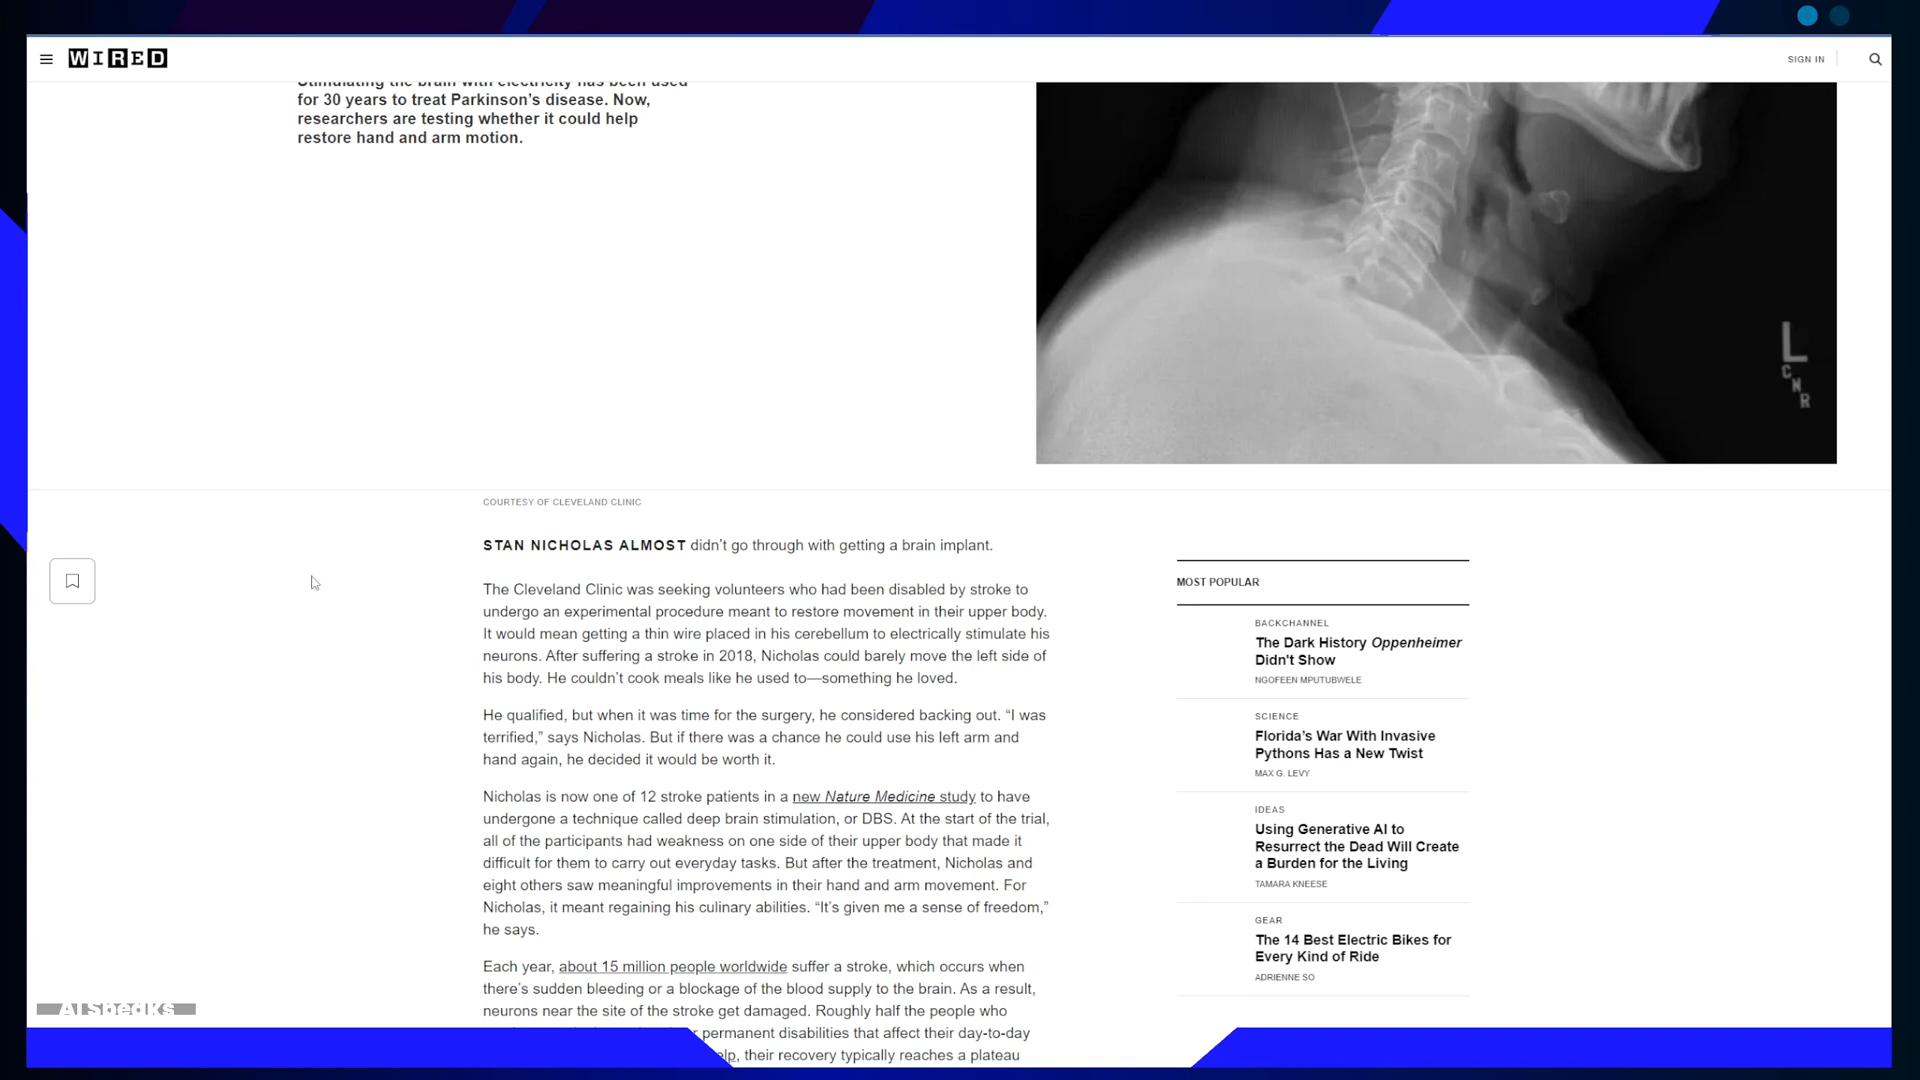 WIRED
SIGN IN
Stimulating the brain with electricity has been used
for 30 years to treat Parkinson's disease. Now,
researchers are testing whether it could help
restore hand and arm motion.
L
C
N
R
COURTESY OF CLEVELAND CLINIC
STAN NICHOLAS ALMOST didn't go through with getting a brain implant.
The Cleveland Clinic was seeking volunteers who had been disabled by stroke to
undergo an experimental procedure meant to restore movement in their upper body.
It would mean getting a thin wire placed in his cerebellum to electrically stimulate his
neurons. After suffering a stroke in 2018, Nicholas could barely move the left side of
his body. He couldn't cook meals like he used to—something he loved.
He qualified, but when it was time for the surgery, he considered backing out. “I was
terrified,” says Nicholas. But if there was a chance he could use his left arm and
hand again, he decided it would be worth it.
Nicholas is now one of 12 stroke patients in a new Nature Medicine study to have
undergone a technique called deep brain stimulation, or DBS. At the start of the trial,
all of the participants had weakness on one side of their upper body that made it
difficult for them to carry out everyday tasks. But after the treatment, Nicholas and
eight others saw meaningful improvements in their hand and arm movement. For
Nicholas, it meant regaining his culinary abilities. “It's given me a sense of freedom,”
he says.
Each year, about 15 million people worldwide suffer a stroke, which occurs when
there's sudden bleeding or a blockage of the blood supply to the brain. As a result,
neurons near the site of the stroke get damaged. Roughly half the people who
permanent disabilities that affect their day-to-day
their recovery typically reaches a plateau
MOST POPULAR
BACKCHANNEL
The Dark History Oppenheimer
Didn't Show
NGOFEEN MPUTUBWELE
SCIENCE
Florida's War With Invasive
Pythons Has a New Twist
MAX G. LEVY
IDEAS
Using Generative AI to
Resurrect the Dead Will Create
a Burden for the Living
TAMARA KNEESE
GEAR
The 14 Best Electric Bikes for
Every Kind of Ride
ADRIENNE SO